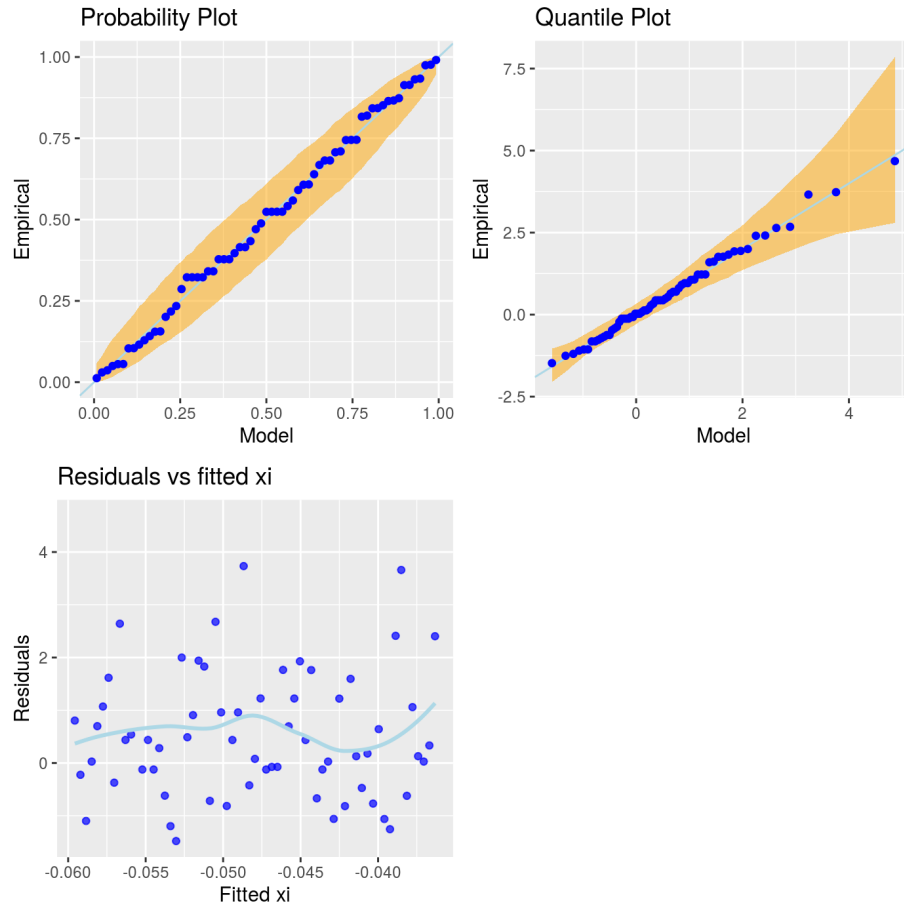 Probability Plot
1.00
0.75
0.50
0.25
0.00
0.00 0.25 0.50 0.75 1.00
Model
Empirical
Quantile Plot
7.5
5.0
2.5
0.0
-2.5
0 2 4
Model
Empirical
Residuals vs fitted xi
4
2
0
-0.060 -0.055 -0.050 -0.045 -0.040
Fitted xi
Residuals